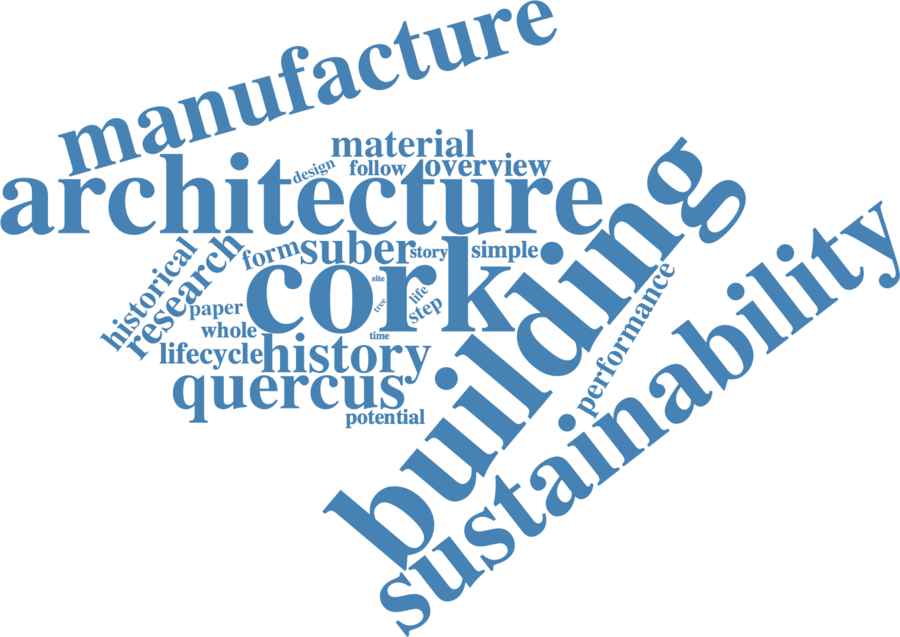 manufacture
material
design
follow
overview
architecture
historical
research
form
suber
story
simple
cork
site
tree
life
step
paper
whole
time
lifecycle
history
quercus
potential
building
performance
sustainability